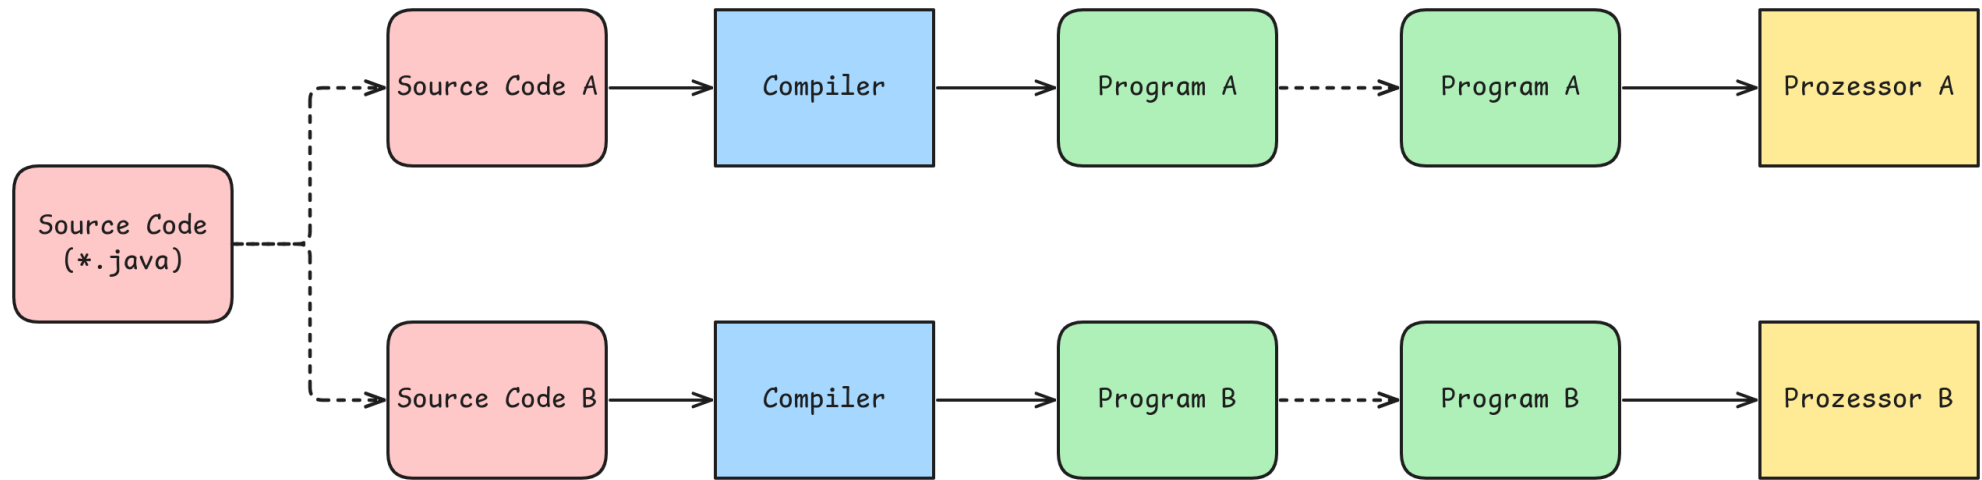 Source Code A
Compiler
Program A
Program A
Prozessor A
Source Code
(*.java)
Source Code B
Compiler
Program B
Program B
Prozessor B